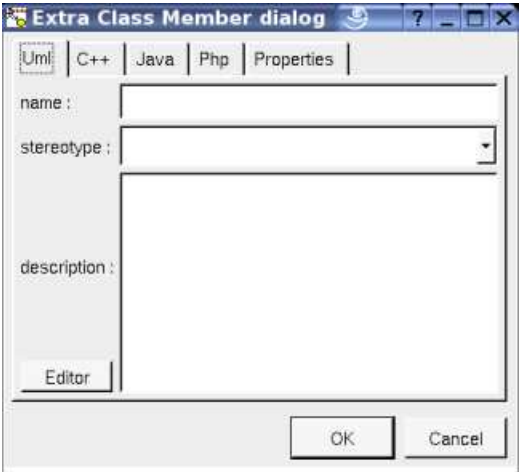 Extra Class Member dialog ?
Uml C++ Java Php Properties
name :
stereotype :
description :
Editor
OK Cancel